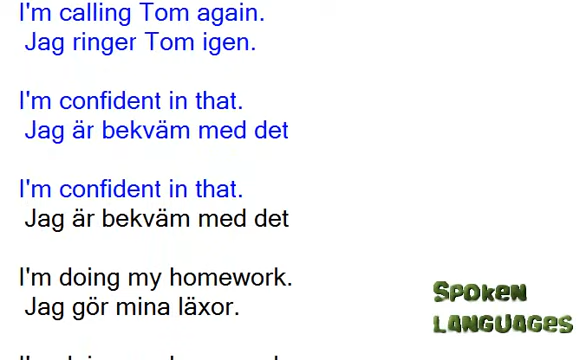 I'm calling Tom again.
Jag ringer Tom igen.
I'm confident in that.
Jag är bekväm med det
I'm confident in that.
Jag är bekväm med det
I'm doing my homework.
Jag gör mina läxor.
SPOKEN
LANGUAGES